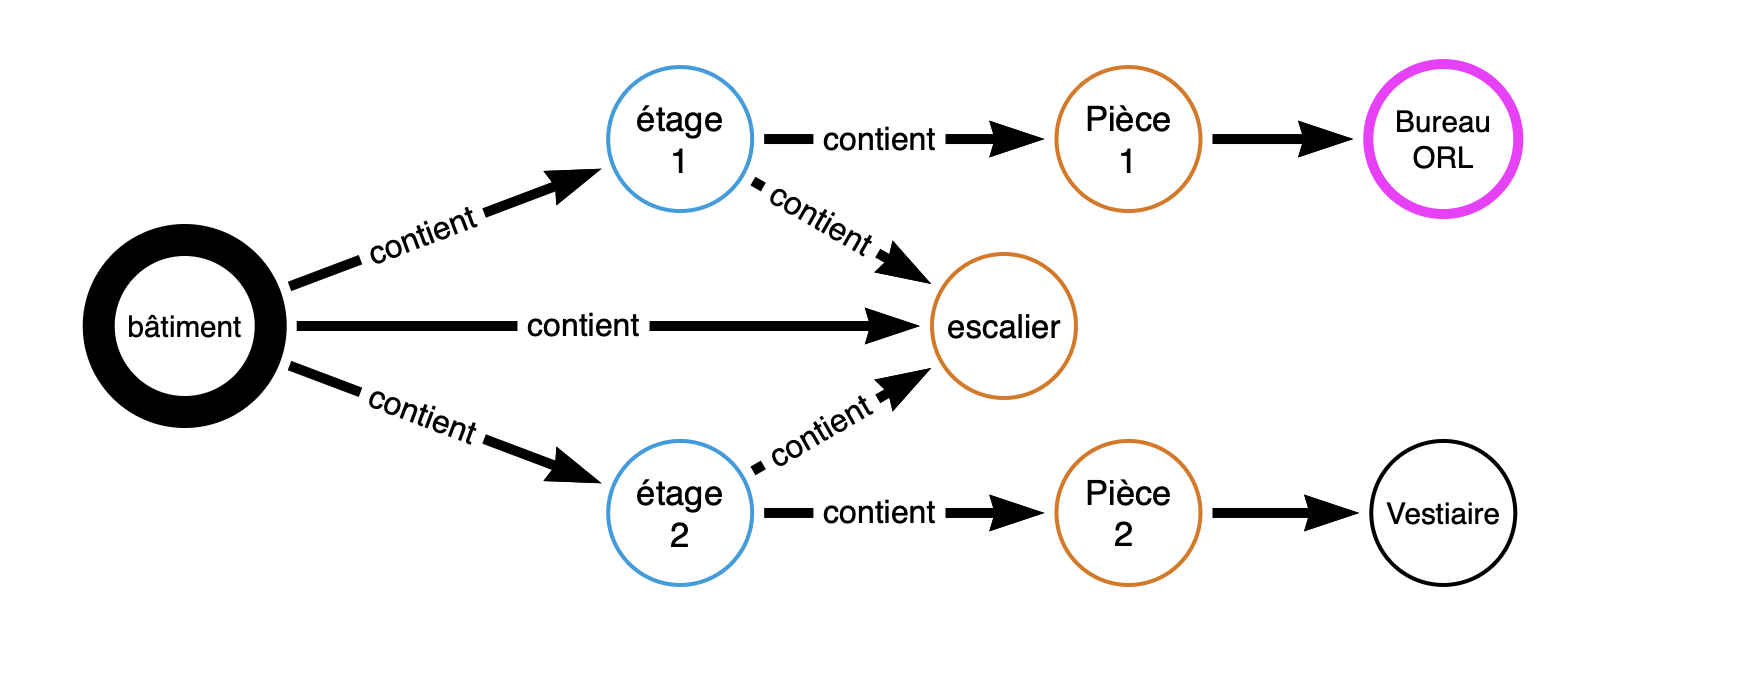 étage
1
contient
Pièce
1
Bureau
ORL
contient
contient
bâtiment
contient
escalier
contient
contient
étage
2
contient
Pièce
2
Vestiaire